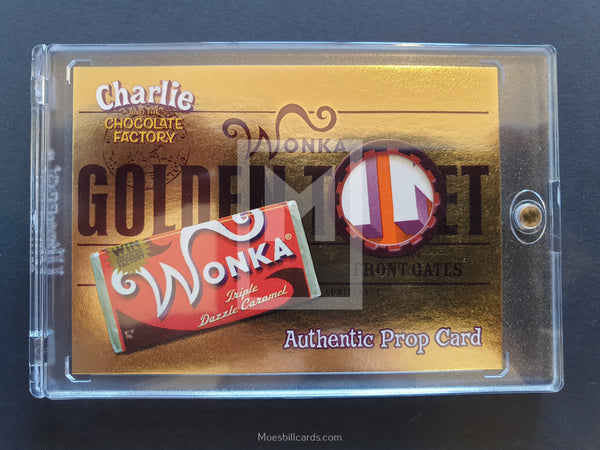 Charlie
AND THE
CHOCOLATE
FACTORY
WONKA
GOLDEN T ET
FRONT GATES
WIN
WONKA®
Triple
Dazzle Caramel
Authentic Prop Card
Moesbillcards.com